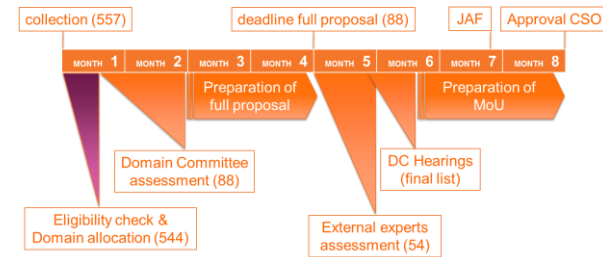 collection (557)
deadline full proposal (88)
JAF
Approval CSO
MONTH 1
MONTH 2
MONTH 3
MONTH 4
MONTH 5
MONTH 6
MONTH 7
MONTH 8
Preparation of
full proposal
Preparation of
MoU
Domain Committee
assessment (88)
DC Hearings
(final list)
Eligibility check &
Domain allocation (544)
External experts
assessment (54)